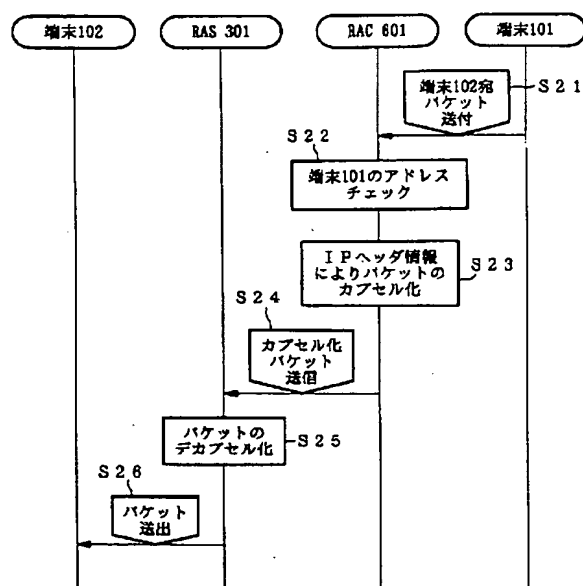 端末102
RAS 301
RAC 601
端末101
端末102宛
パケット
送付
S21
S22
端末101のアドレス
チェック
IPヘッダ情報
によりパケットの
カプセル化
S23
S24
カプセル化
パケット
送信
パケットの
デカプセル化
S25
S26
パケット
送出